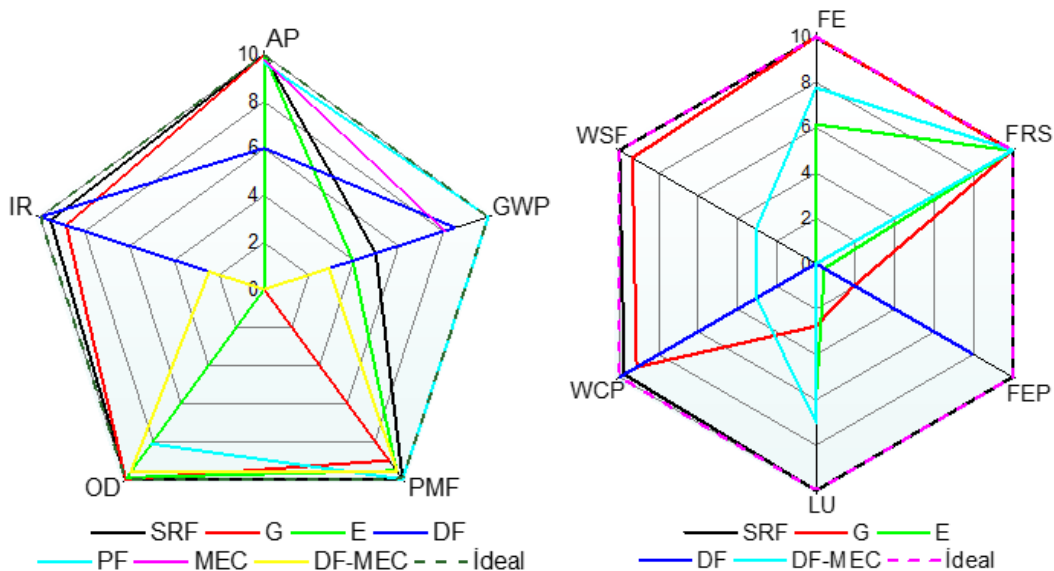 AP
10
8
6
4
2
0
IR
GWP
OD
PMF
SRF G E DF
PF MEC DF-MEC İdeal
FE
10
8
6
4
2
0
WSF
FRS
WCP
FEP
LU
SRF G E
DF DF-MEC İdeal